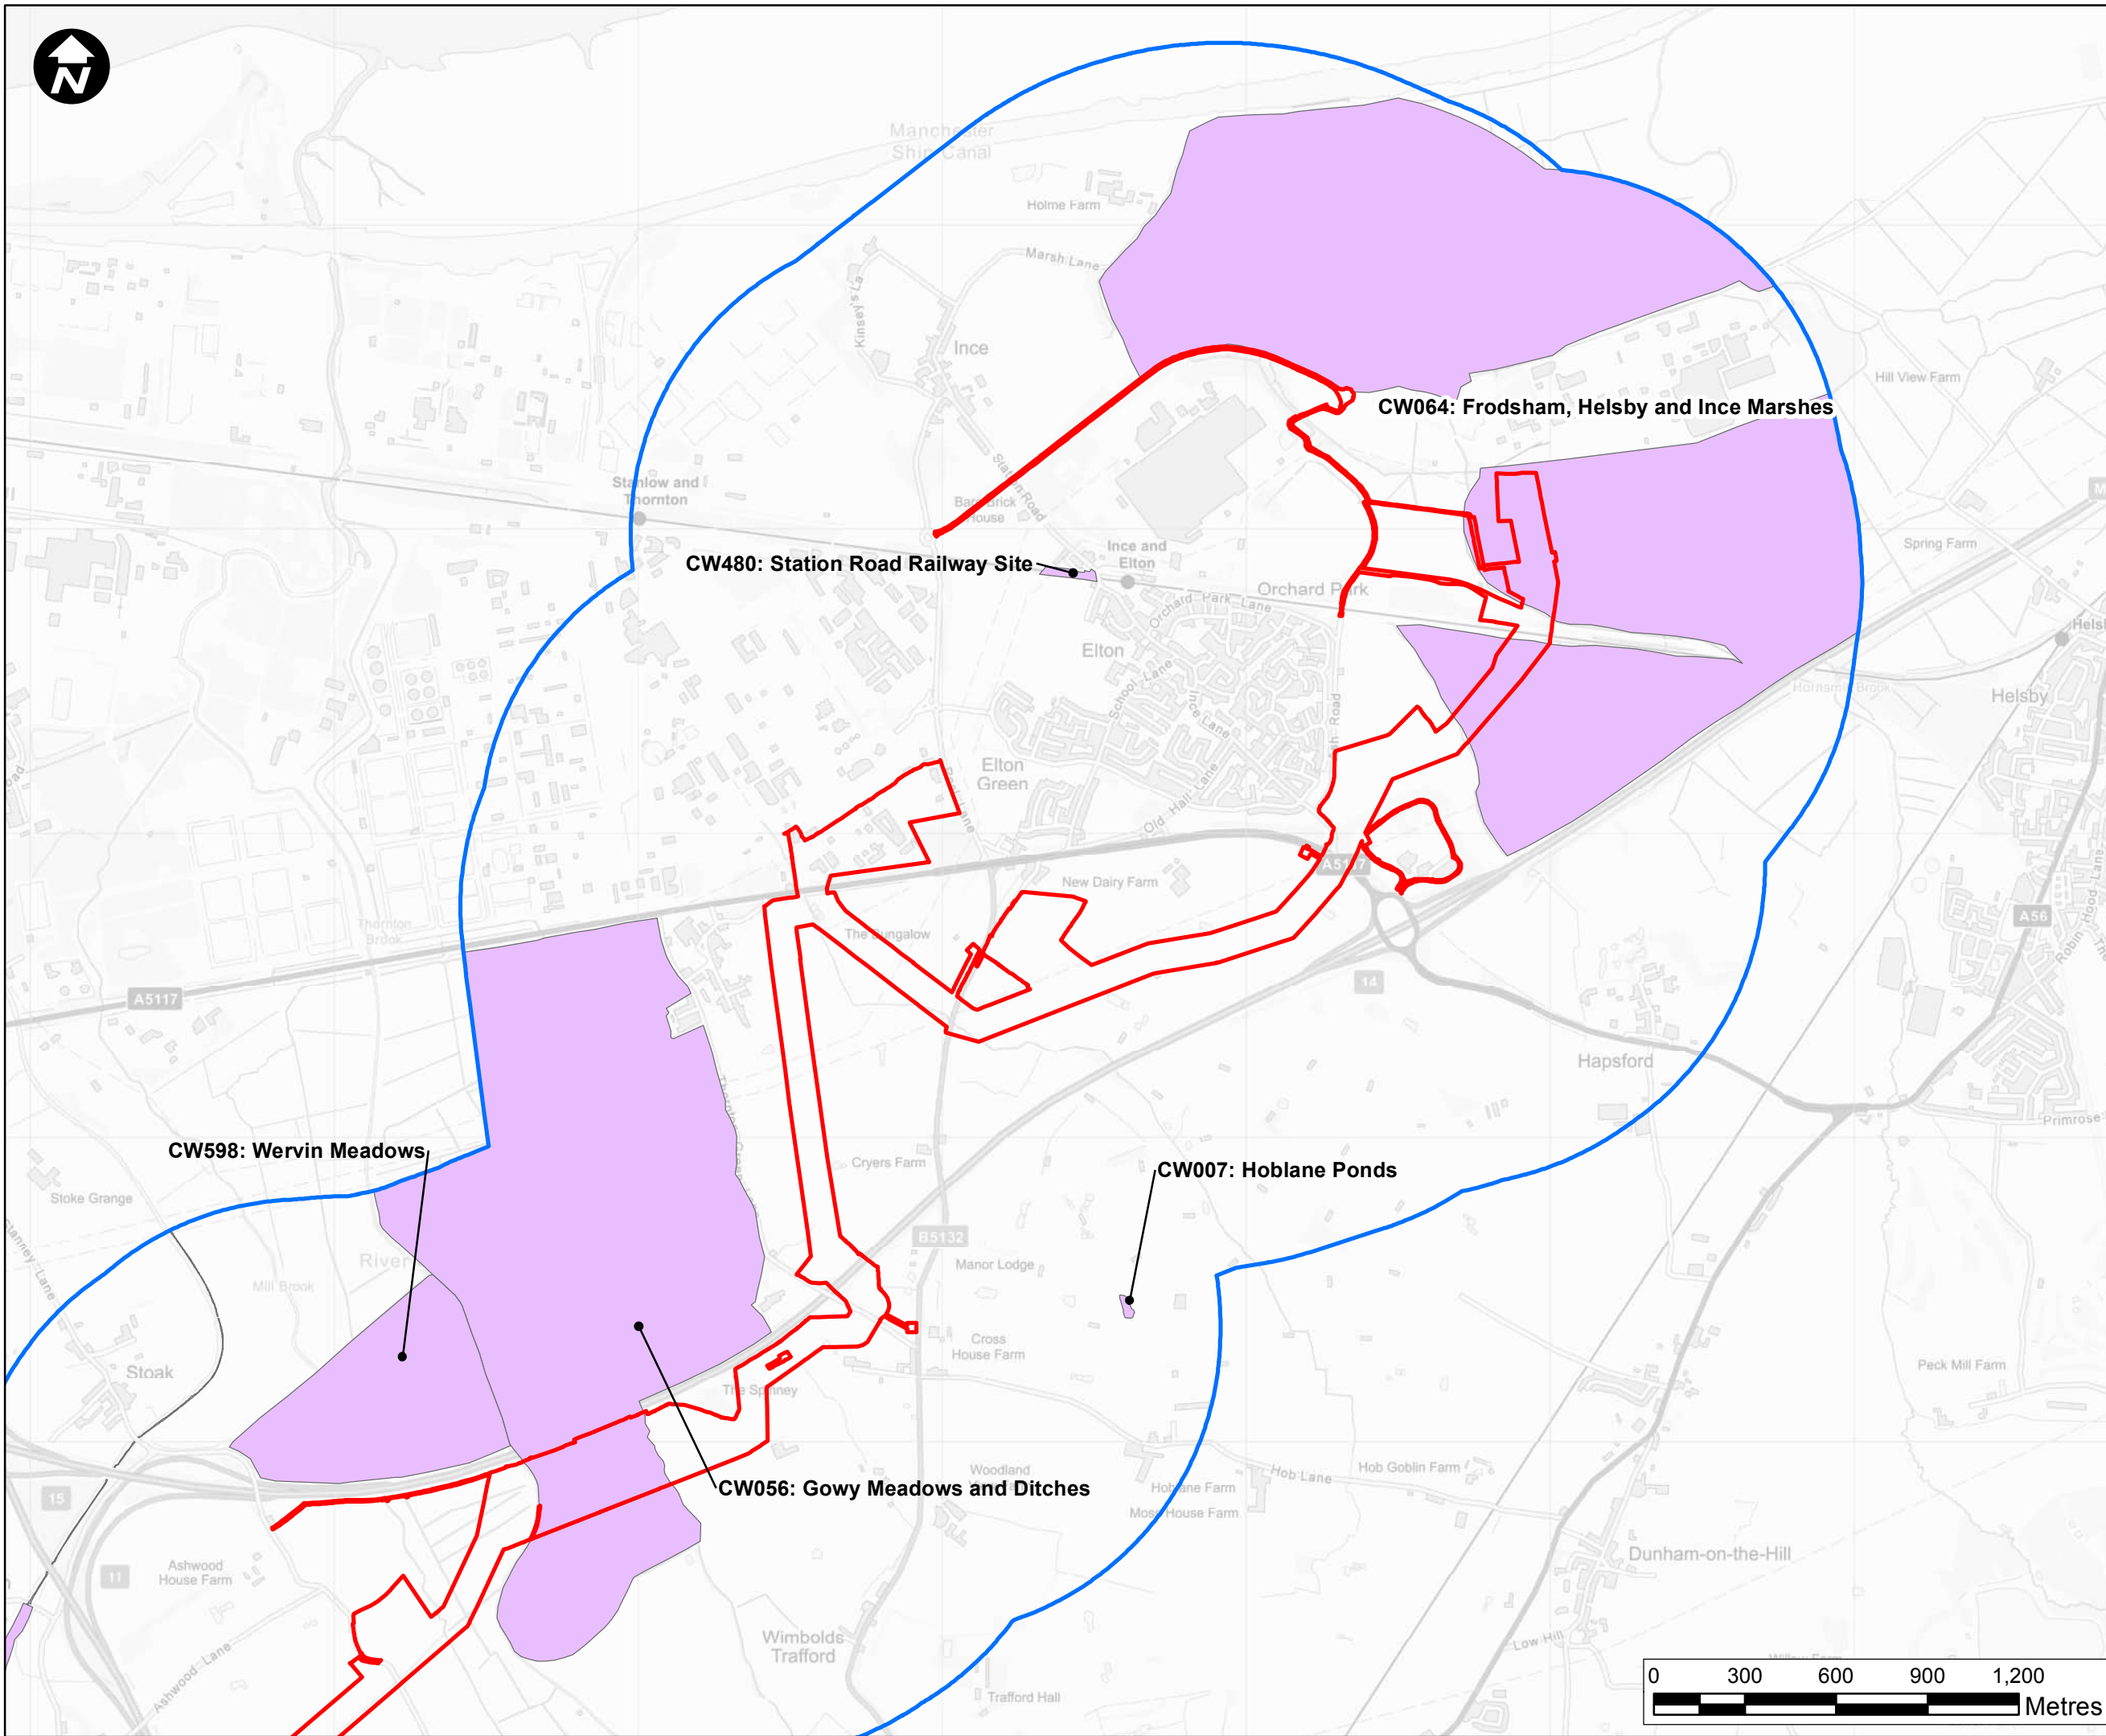 N
Manchester
Ship Canal
Holme Farm
Marsh Lane
Kinsey's La
Ince
Hill View Farm
CW064: Frodsham, Helsby and Ince Marshes
Stanlow and
Thornton
Station Road
House
Spring Farm
CW480: Station Road Railway Site
Ince and
Elton
Orchard Park
Orchard Park Lane
Elton
School Lane
Ince Lane
Helsby
Elton
Green
Old Hall Lane
New Dairy Farm
A56
Robin Hood Lane
Thornton
Brook
The Bungalow
A5117
14
Hapsford
Primrose
CW598: Wervin Meadows
Stoke Grange
Cryers Farm
CW007: Hoblane Ponds
Stanney Lane
River
B5132
Mill Brook
Manor Lodge
Stoak
Cross
House Farm
Peck Mill Farm
The Spinney
15
Woodland
Hob Lane
Hob Goblin Farm
CW056: Gowy Meadows and Ditches
Hoblane Farm
Moss House Farm
Ashwood
House Farm
11
Dunham-on-the-Hill
Wimbolds
Trafford
Low Hill
Ashwood Lane
Trafford Hall
0 300 600 900 1,200
Metres